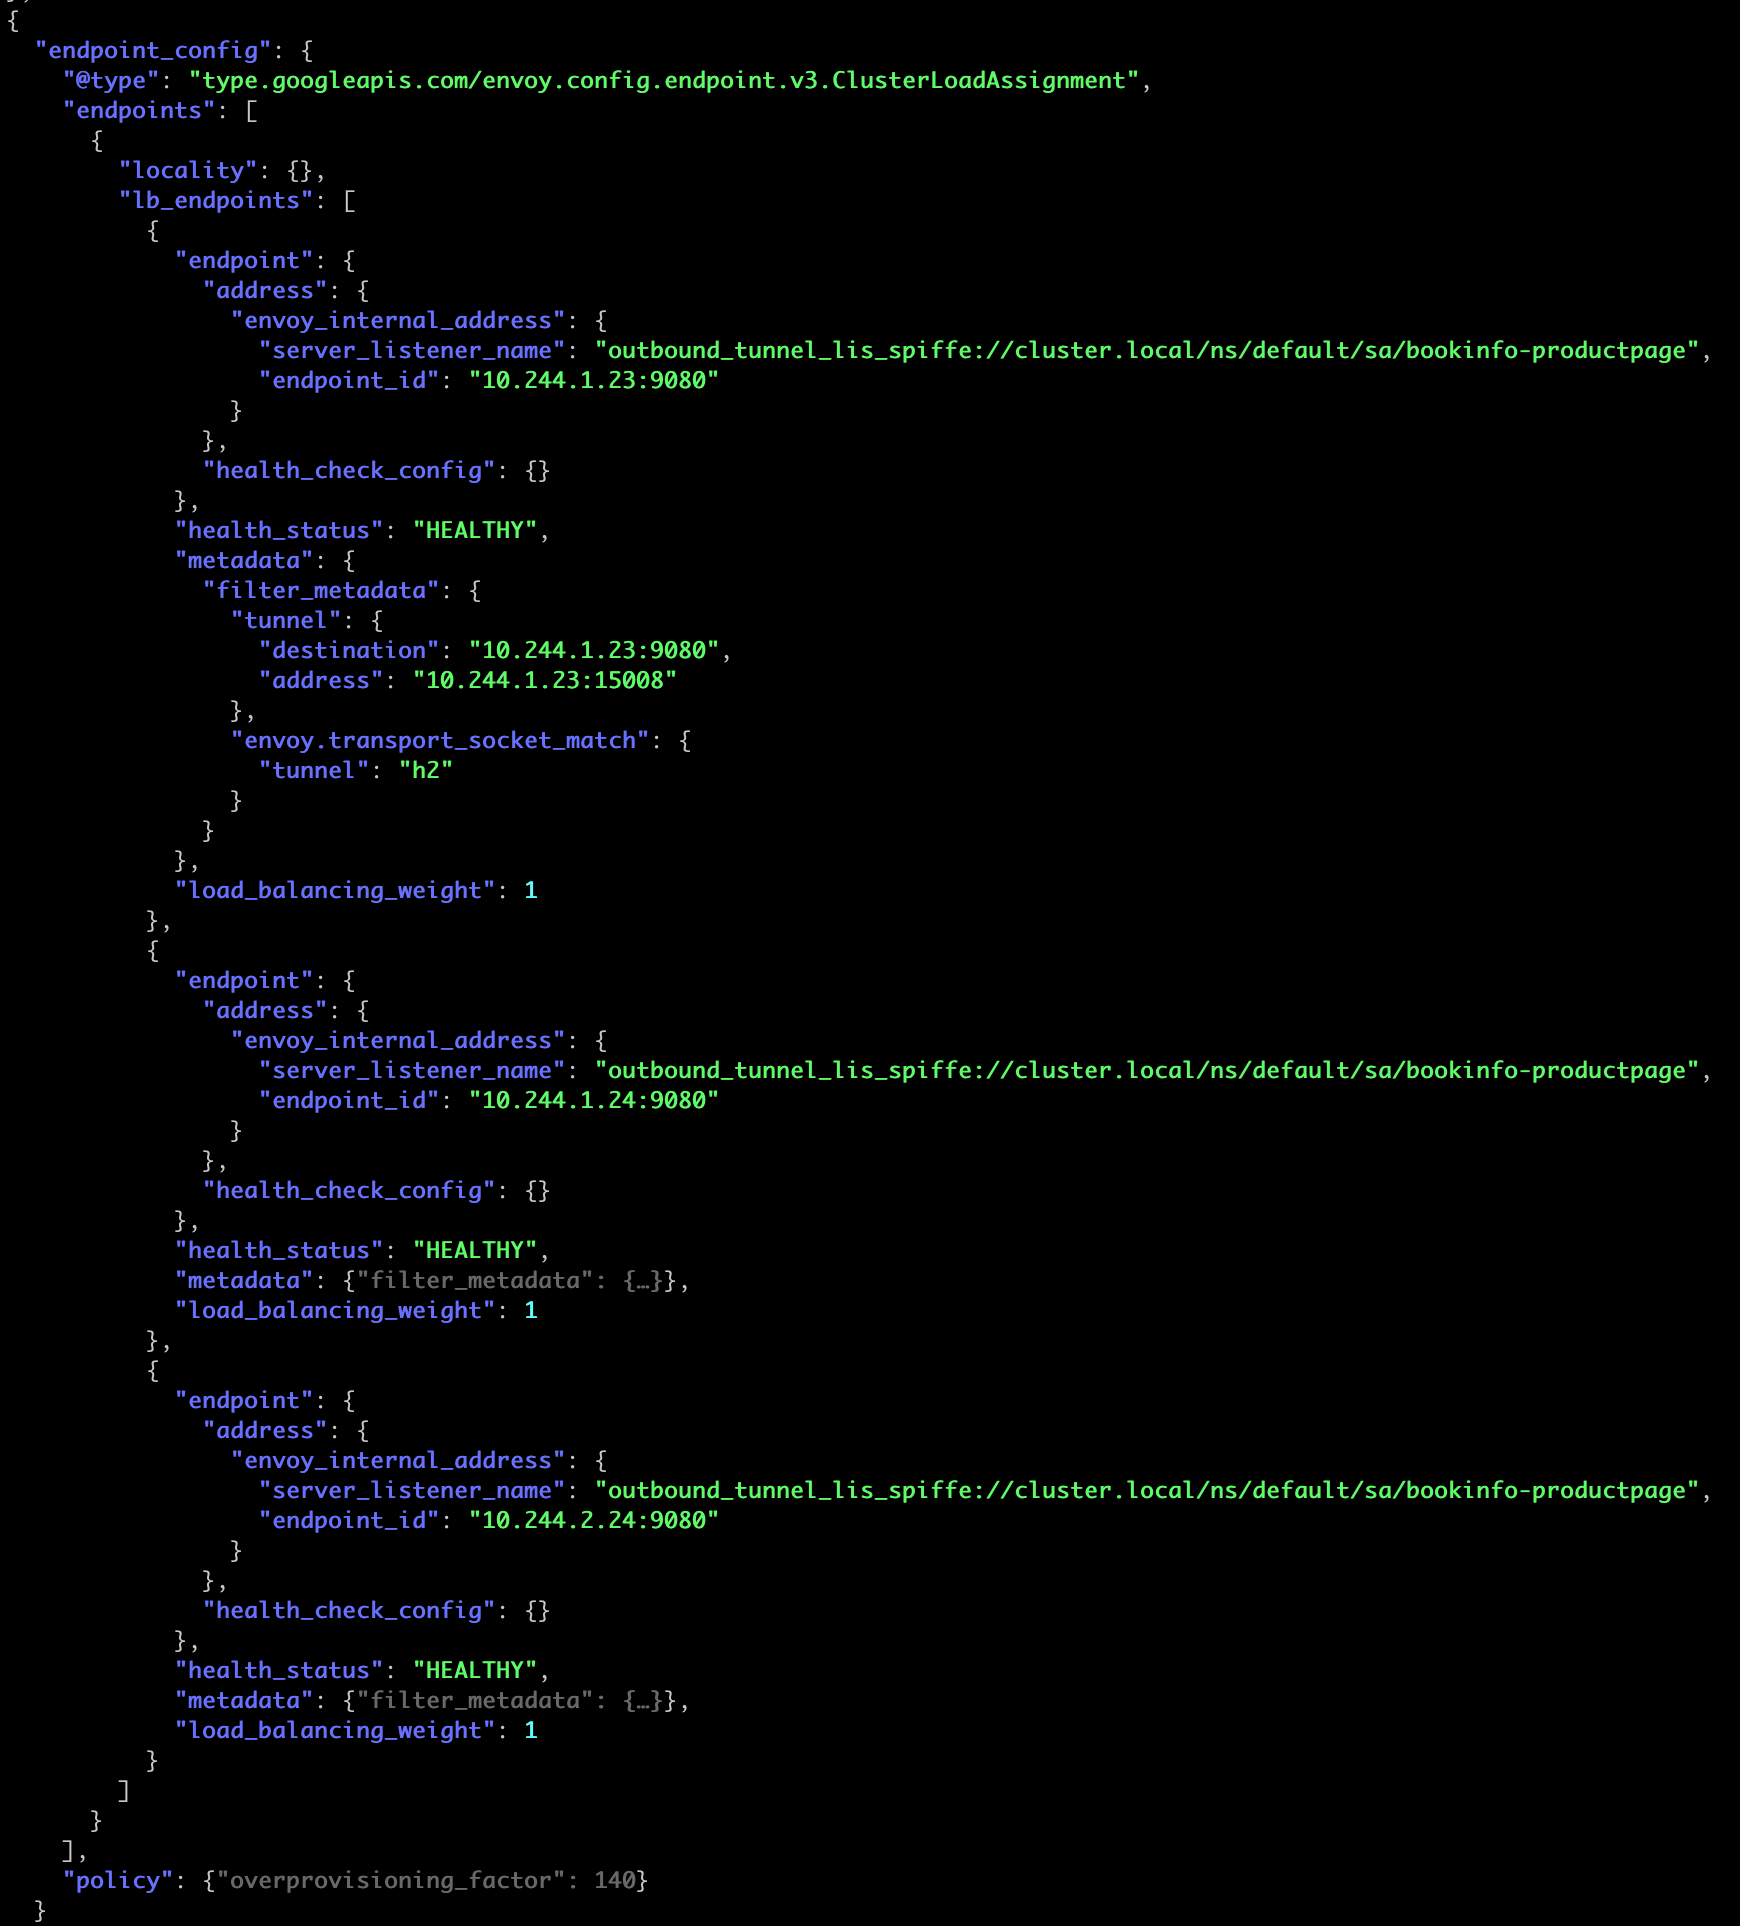 {
  "endpoint_config": {
    "@type": "type.googleapis.com/envoy.config.endpoint.v3.ClusterLoadAssignment",
    "endpoints": [
      {
        "locality": {},
        "lb_endpoints": [
          {
            "endpoint": {
              "address": {
                "envoy_internal_address": {
                  "server_listener_name": "outbound_tunnel_lis_spiffe://cluster.local/ns/default/sa/bookinfo-productpage",
                  "endpoint_id": "10.244.1.23:9080"
                }
              },
              "health_check_config": {}
            },
            "health_status": "HEALTHY",
            "metadata": {
              "filter_metadata": {
                "tunnel": {
                  "destination": "10.244.1.23:9080",
                  "address": "10.244.1.23:15008"
                },
                "envoy.transport_socket_match": {
                  "tunnel": "h2"
                }
              }
            },
            "load_balancing_weight": 1
          },
          {
            "endpoint": {
              "address": {
                "envoy_internal_address": {
                  "server_listener_name": "outbound_tunnel_lis_spiffe://cluster.local/ns/default/sa/bookinfo-productpage",
                  "endpoint_id": "10.244.1.24:9080"
                }
              },
              "health_check_config": {}
            },
            "health_status": "HEALTHY",
            "metadata": {"filter_metadata": {…}},
            "load_balancing_weight": 1
          },
          {
            "endpoint": {
              "address": {
                "envoy_internal_address": {
                  "server_listener_name": "outbound_tunnel_lis_spiffe://cluster.local/ns/default/sa/bookinfo-productpage",
                  "endpoint_id": "10.244.2.24:9080"
                }
              },
              "health_check_config": {}
            },
            "health_status": "HEALTHY",
            "metadata": {"filter_metadata": {…}},
            "load_balancing_weight": 1
          }
        ]
      }
    ],
    "policy": {"overprovisioning_factor": 140}
  }